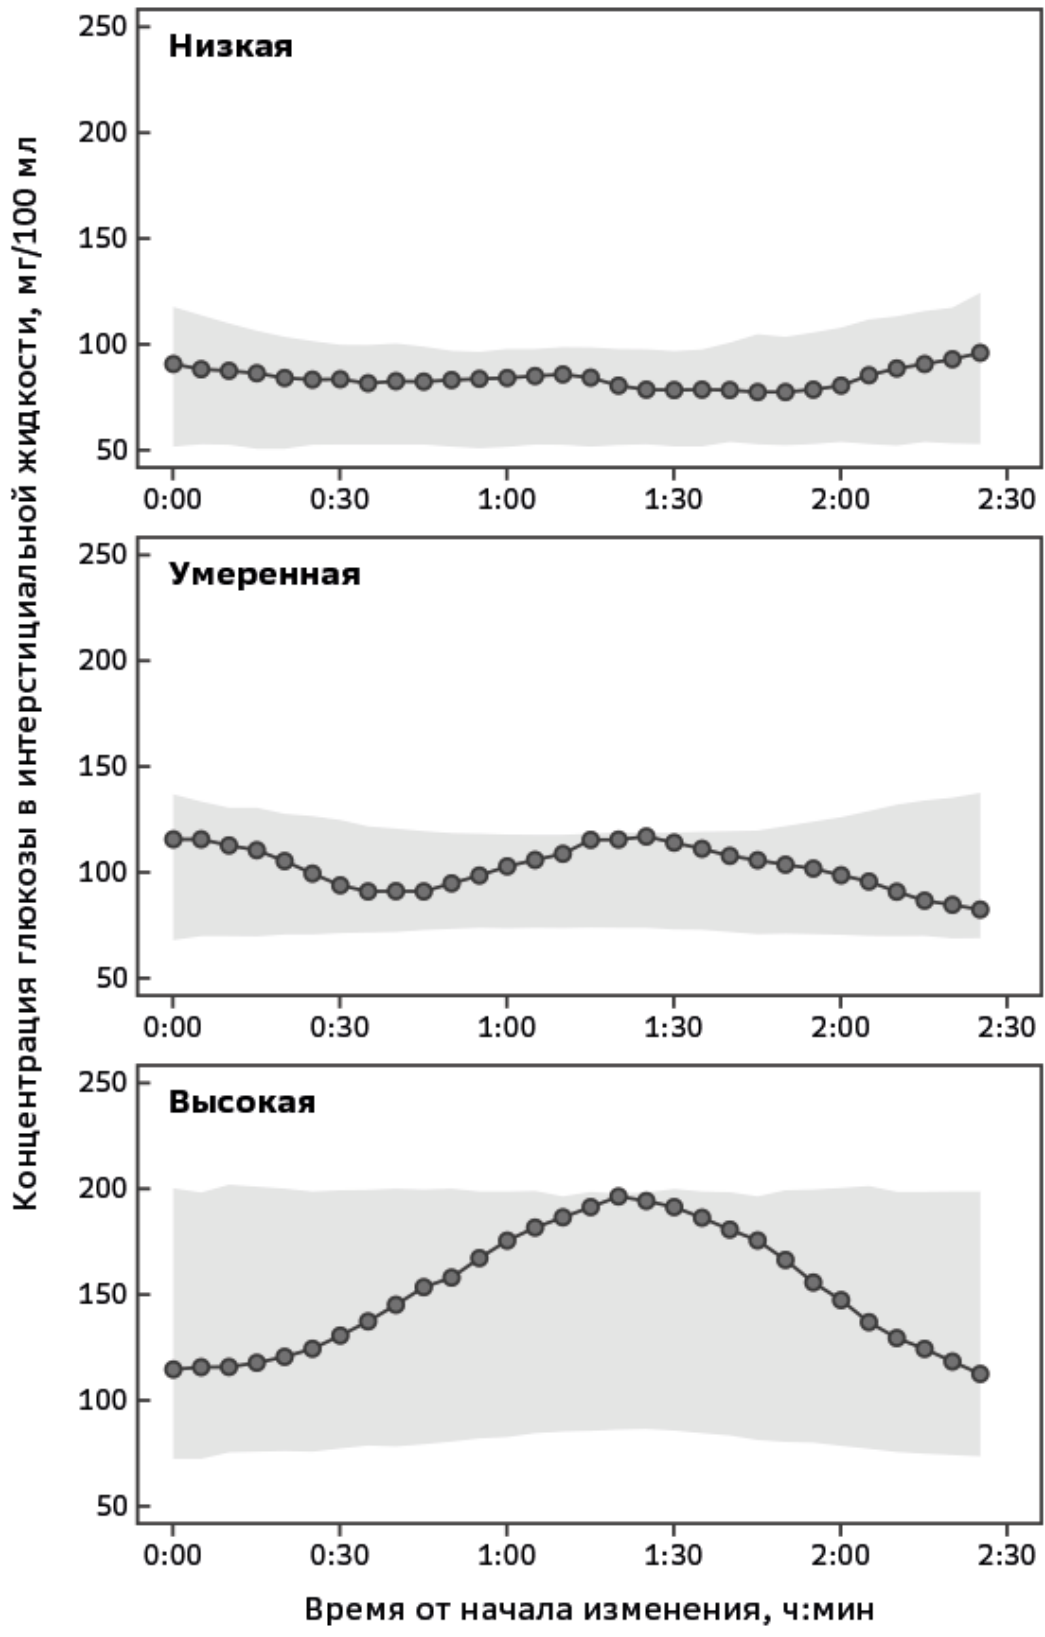 Концентрация глюкозы в интерстициальной жидкости, мг/100 мл
Низкая
250
200
150
100
50
0:00 0:30 1:00 1:30 2:00 2:30
Умеренная
250
200
150
100
50
0:00 0:30 1:00 1:30 2:00 2:30
Высокая
250
200
150
100
50
0:00 0:30 1:00 1:30 2:00 2:30
Время от начала изменения, ч:мин